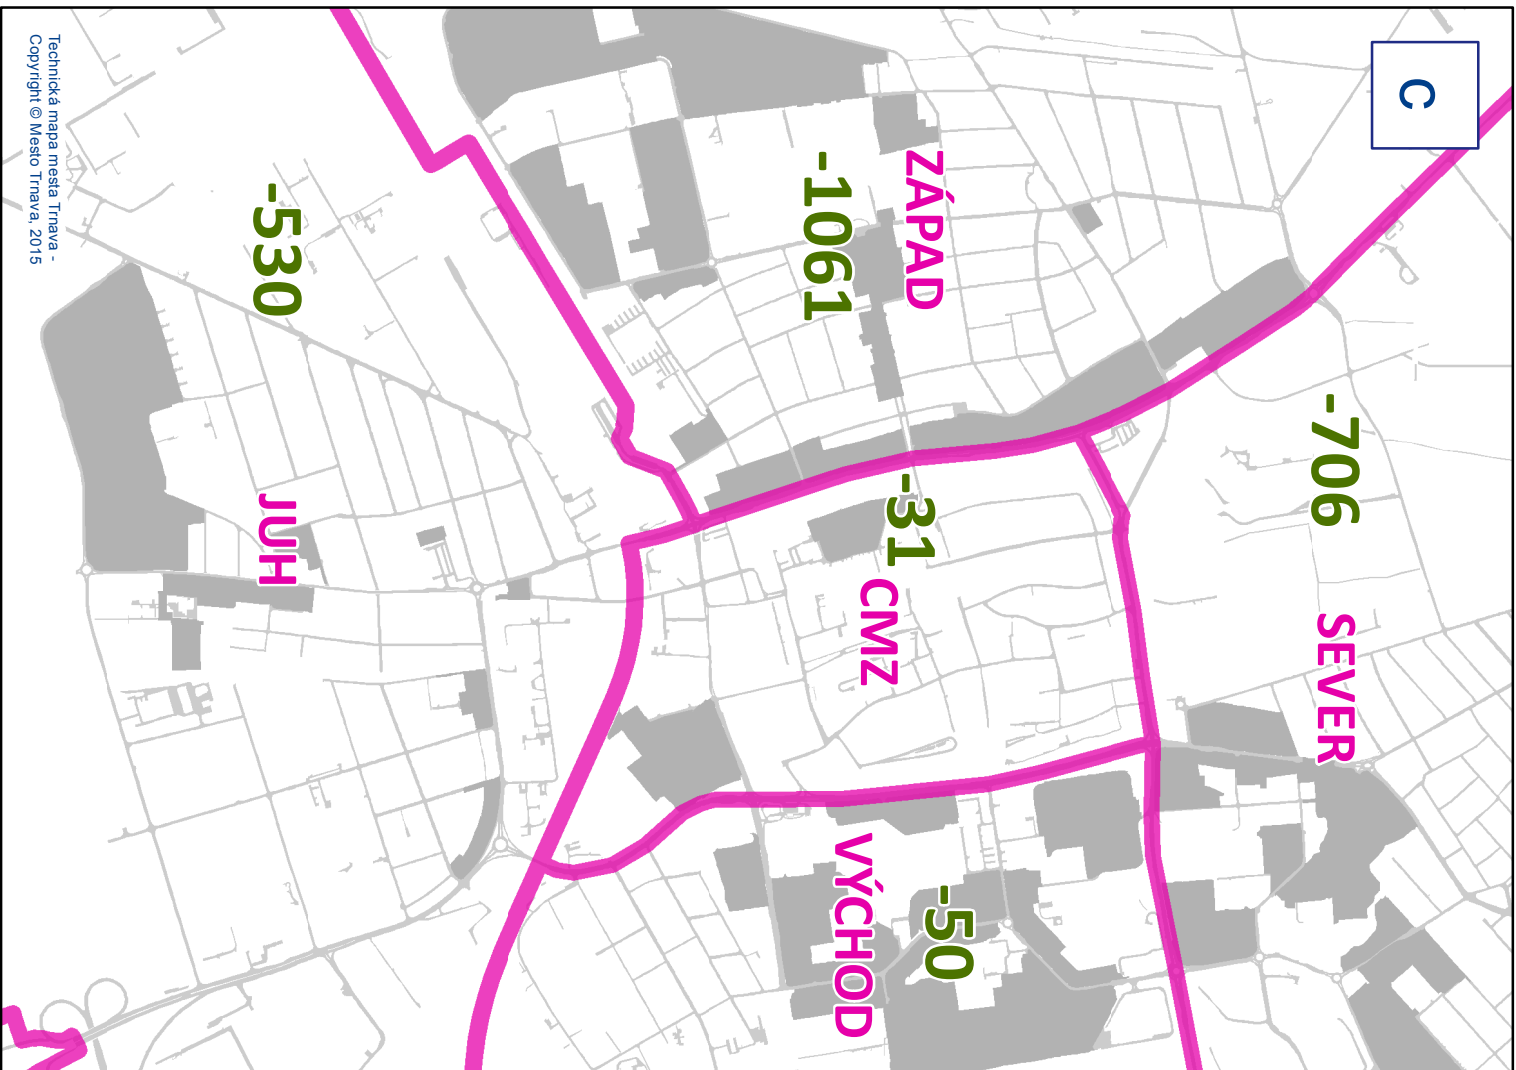 C
ZÁPAD
-1061
-706
SEVER
-31
CMZ
VÝCHOD
-50
-530
JUH
Technická mapa mesta Trnava -
Copyright © Mesto Trnava, 2015